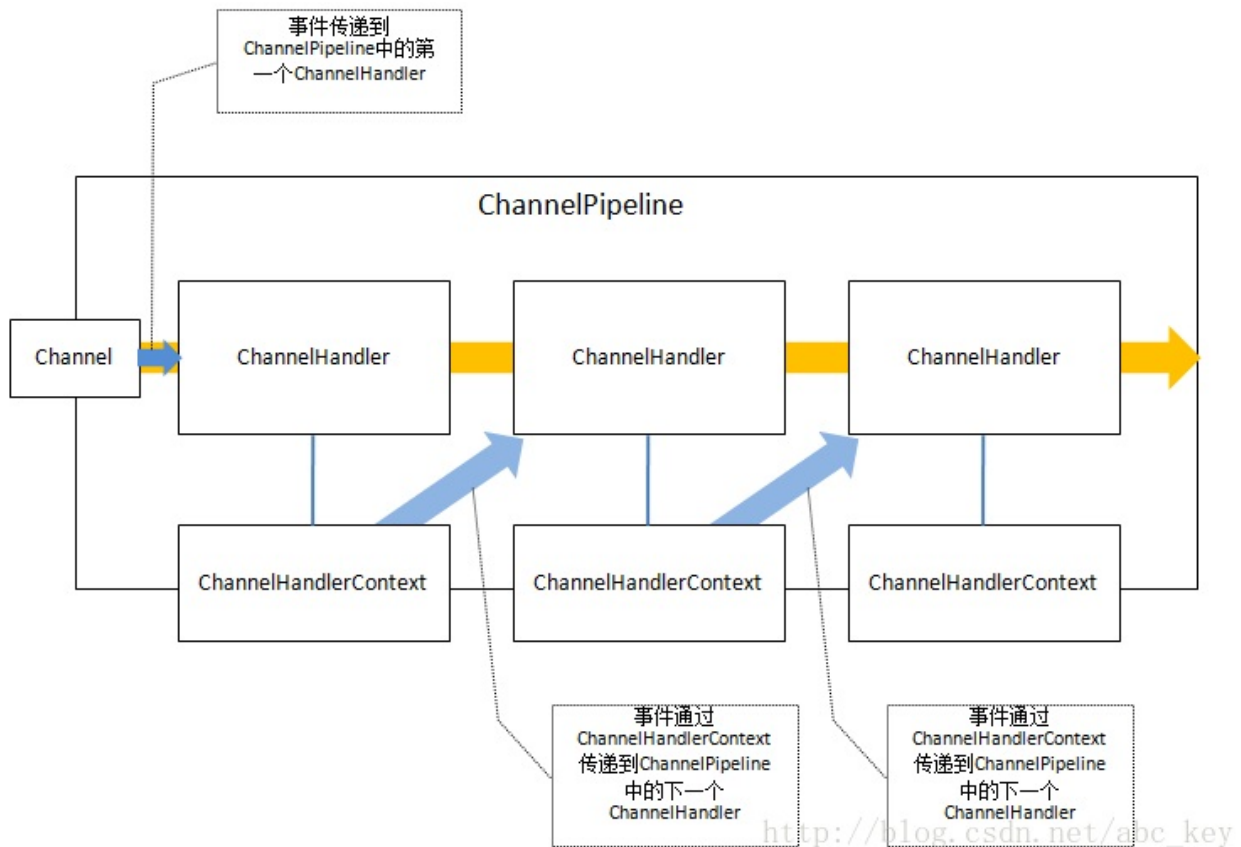 事件传递到
ChannelPipeline中的第
一个ChannelHandler
ChannelPipeline
Channel
ChannelHandler
ChannelHandler
ChannelHandler
ChannelHandlerContext
ChannelHandlerContext
ChannelHandlerContext
事件通过
ChannelHandlerContext
传递到ChannelPipeline
中的下一个
ChannelHandler
事件通过
ChannelHandlerContext
传递到ChannelPipeline
中的下一个
ChannelHandler
http://blog.csdn.net/abc_key